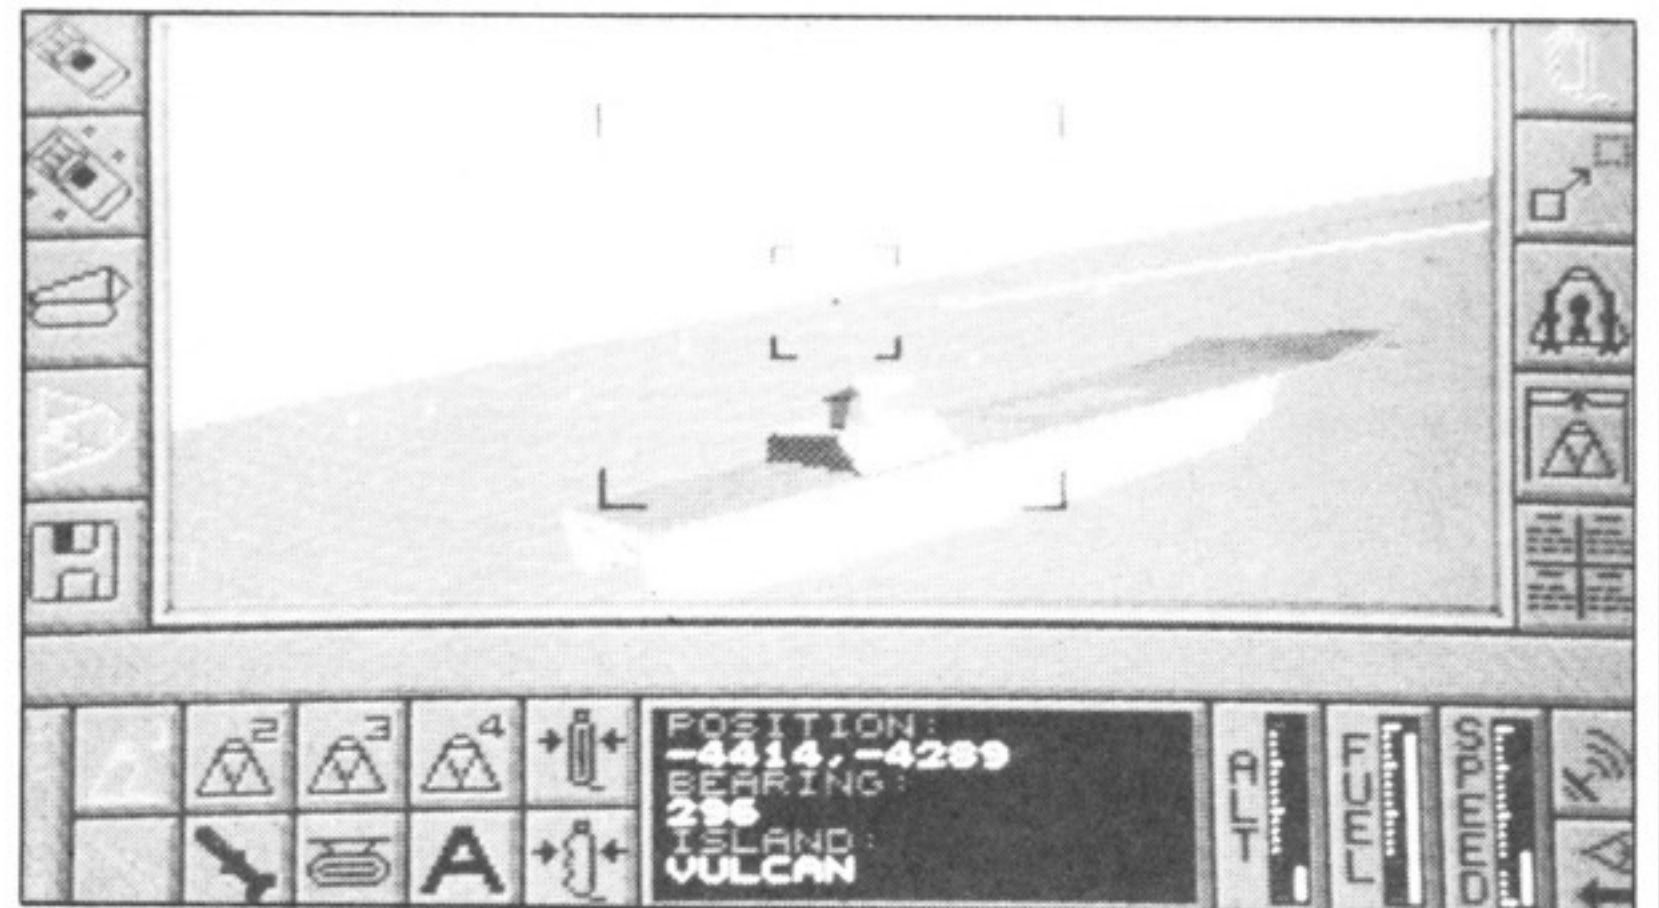 2
3
4
A
POSITION:
-4414,-4289
BEARING:
296
ISLAND:
VULCAN
ALT
FUEL
SPEED